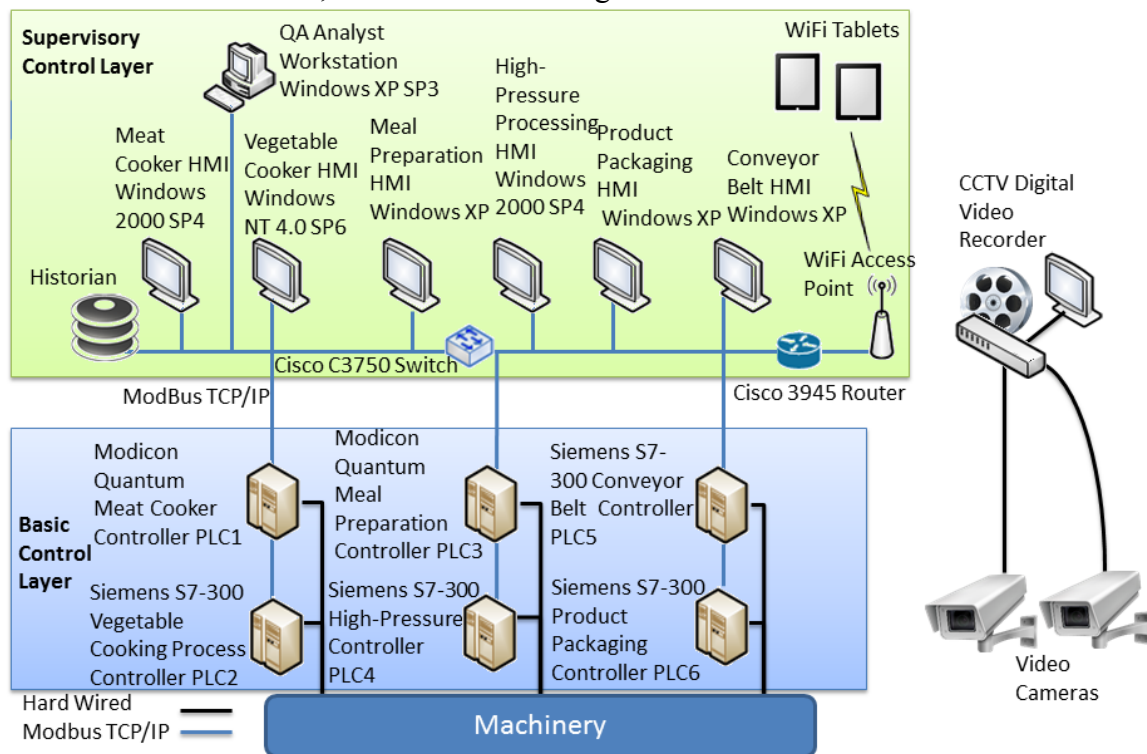 Supervisory
Control Layer
QA Analyst
Workstation
Windows XP SP3
WiFi Tablets
Meat
Cooker HMI
Windows
2000 SP4
Vegetable
Cooker HMI
Windows
NT 4.0 SP6
Meal
Preparation
HMI
Windows XP
High-
Pressure
Processing
HMI
Windows
2000 SP4
Product
Packaging
HMI
Windows XP
Conveyor
Belt HMI
Windows XP
CCTV Digital
Video
Recorder
Historian
WiFi Access
Point
Cisco C3750 Switch
Cisco 3945 Router
ModBus TCP/IP
Basic
Control
Layer
Modicon
Quantum
Meat Cooker
Controller PLC1
Modicon
Quantum
Meal
Preparation
Controller PLC3
Siemens S7-
300 Conveyor
Belt Controller
PLC5
Siemens S7-300
Vegetable
Cooking Process
Controller PLC2
Siemens S7-300
High-Pressure
Controller
PLC4
Siemens S7-300
Product
Packaging
Controller PLC6
Video
Cameras
Hard Wired
Modbus TCP/IP
Machinery